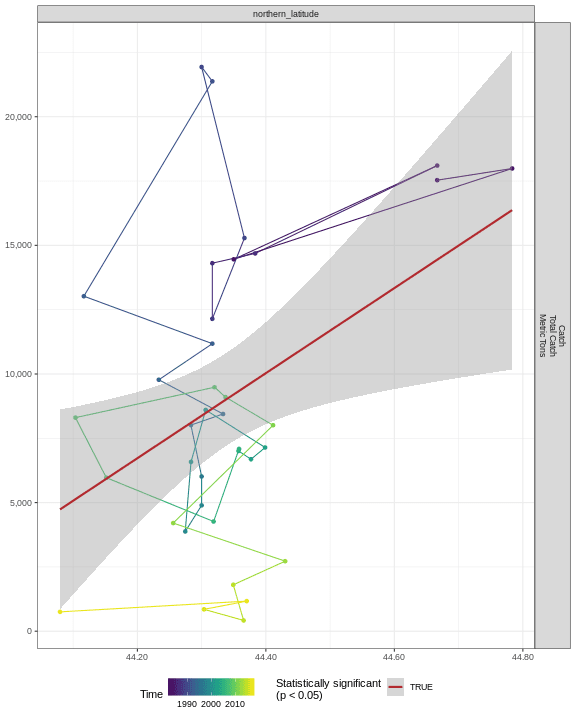 northern_latitude
20,000
15,000
10,000
5,000
0
Catch
Total Catch
Metric Tons
44.20 44.40 44.60 44.80
Time
1990 2000 2010
Statistically significant
(p < 0.05)
TRUE